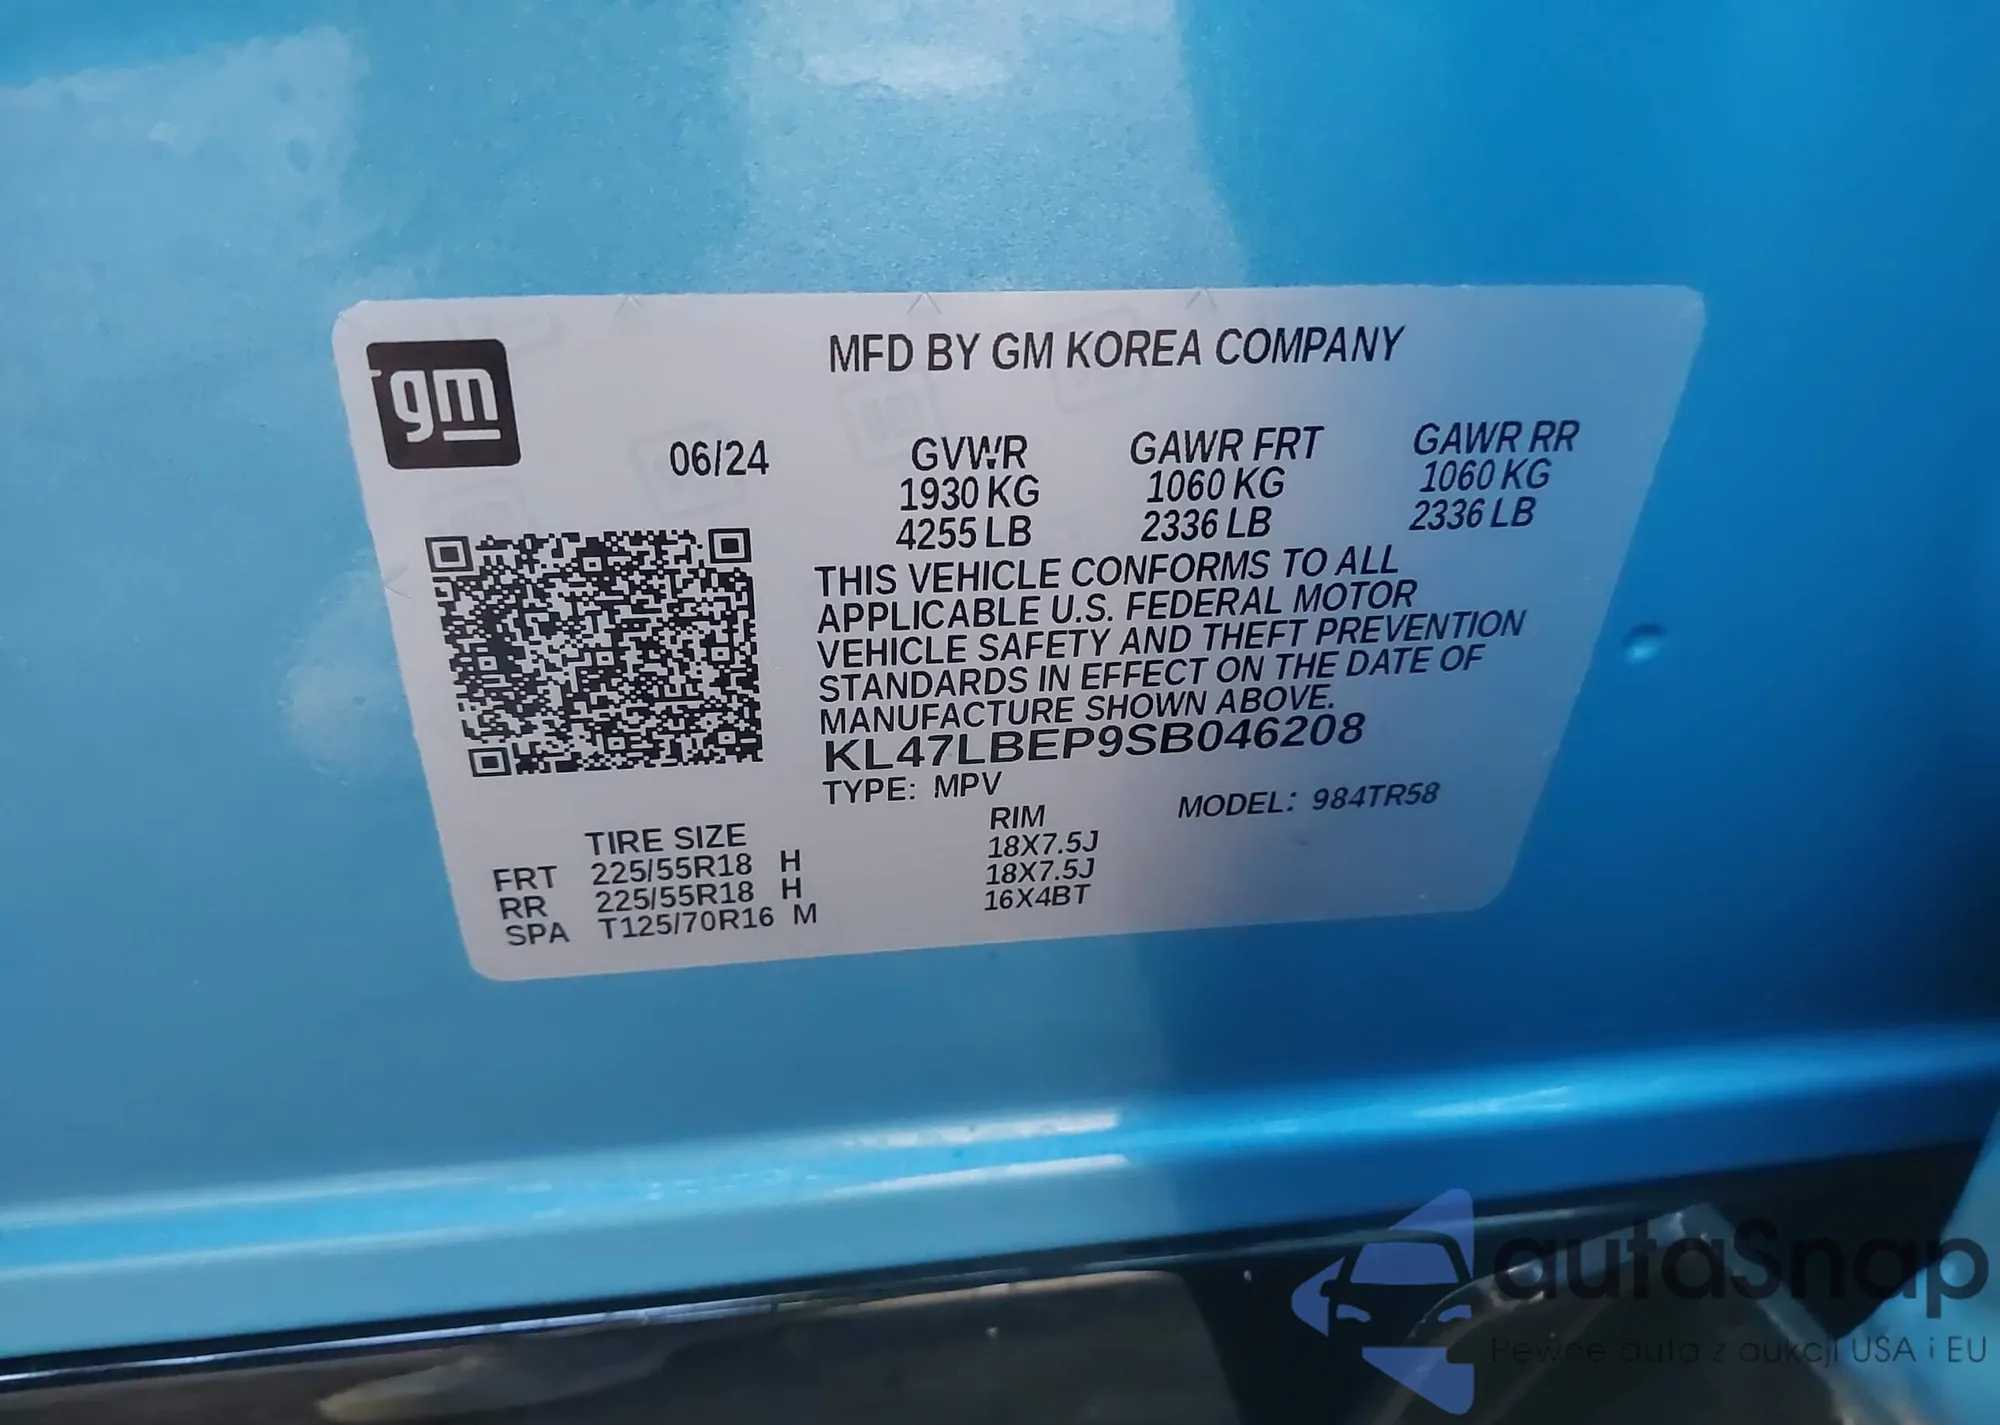 gm
MFD BY GM KOREA COMPANY
06/24 GVWR GAWR FRT GAWR RR
1930 KG 1060 KG 1060 KG
4255 LB 2336 LB 2336 LB
THIS VEHICLE CONFORMS TO ALL
APPLICABLE U.S. FEDERAL MOTOR
VEHICLE SAFETY AND THEFT PREVENTION
STANDARDS IN EFFECT ON THE DATE OF
MANUFACTURE SHOWN ABOVE.
KL47LBEP9SB046208
TYPE: MPV MODEL: 984TR58
TIRE SIZE RIM
FRT 225/55R18 H 18X7.5J
RR 225/55R18 H 18X7.5J
SPA T125/70R16 M 16X4BT
autaSnap
Pewne auta z aukcji USA i EU